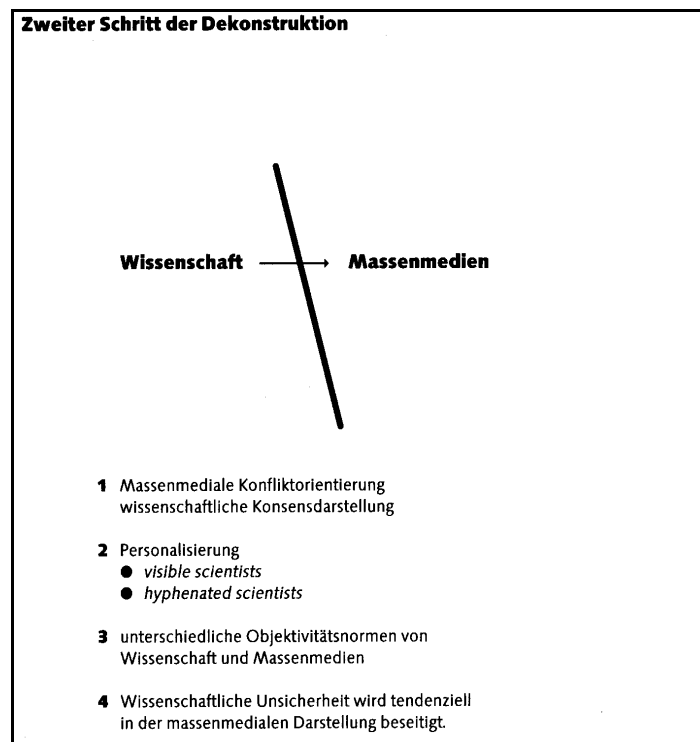 Zweiter Schritt der Dekonstruktion
Wissenschaft → Massenmedien
1 Massenmediale Konfliktorientierung
wissenschaftliche Konsensdarstellung
2 Personalisierung
● visible scientists
● hyphenated scientists
3 unterschiedliche Objektivitätsnormen von
Wissenschaft und Massenmedien
4 Wissenschaftliche Unsicherheit wird tendenziell
in der massenmedialen Darstellung beseitigt.